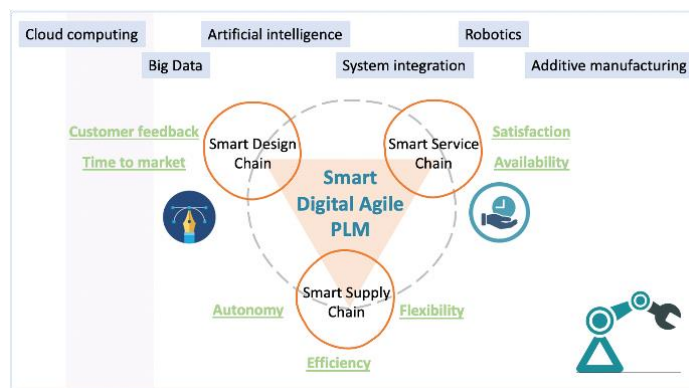 Cloud computing
Artificial intelligence
Robotics
Big Data
System integration
Additive manufacturing
Customer feedback
Time to market
Smart Design
Chain
Smart Service
Chain
Satisfaction
Availability
Smart
Digital Agile
PLM
Autonomy
Smart Supply
Chain
Flexibility
Efficiency